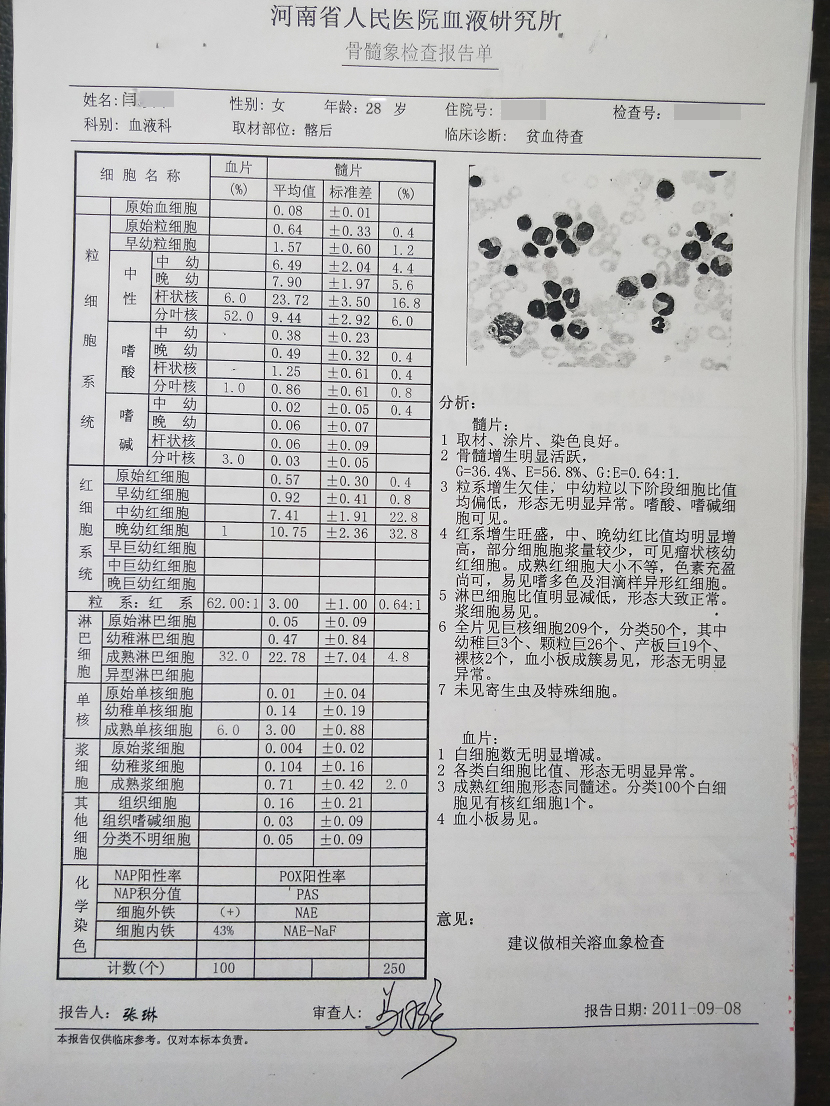 河南省人民医院血液研究所
骨髓象检查报告单
姓名: 闫 性别: 女 年龄: 28 岁 住院号: 检查号:
科别: 血液科 取材部位: 髂后 临床诊断: 贫血待查
细 胞 名 称 血片 髓片
(%) 平均值 标准差 (%)
粒细胞系统
原始血细胞 0.08 ±0.01
原始粒细胞 0.64 ±0.33 0.4
早幼粒细胞 1.57 ±0.60 1.2
中性
中 幼 6.49 ±2.04 4.4
晚 幼 7.90 ±1.97 5.6
杆状核 6.0 23.72 ±3.50 16.8
分叶核 52.0 9.44 ±2.92 6.0
嗜酸
中 幼 0.38 ±0.23
晚 幼 0.49 ±0.32 0.4
杆状核 1.25 ±0.61 0.4
分叶核 1.0 0.86 ±0.61 0.8
嗜碱
中 幼 0.02 ±0.05 0.4
晚 幼 0.06 ±0.07
杆状核 0.06 ±0.09
分叶核 3.0 0.03 ±0.05
红细胞系统
原始红细胞 0.57 ±0.30 0.4
早幼红细胞 0.92 ±0.41 0.8
中幼红细胞 7.41 ±1.91 22.8
晚幼红细胞 1 10.75 ±2.36 32.8
早巨幼红细胞
中巨幼红细胞
晚巨幼红细胞
粒 系: 红 系 62.00:1 3.00 ±1.00 0.64:1
淋巴细胞
原始淋巴细胞 0.05 ±0.09
幼稚淋巴细胞 0.47 ±0.84
成熟淋巴细胞 32.0 22.78 ±7.04 4.8
异型淋巴细胞
单核
原始单核细胞 0.01 ±0.04
幼稚单核细胞 0.14 ±0.19
成熟单核细胞 6.0 3.00 ±0.88
浆细胞
原始浆细胞 0.004 ±0.02
幼稚浆细胞 0.104 ±0.16
成熟浆细胞 0.71 ±0.42 2.0
其他细胞
组织细胞 0.16 ±0.21
组织嗜碱细胞 0.03 ±0.09
分类不明细胞 0.05 ±0.09
化学染色
NAP阳性率 POX阳性率
NAP积分值 PAS
细胞外铁 (+) NAE
细胞内铁 43% NAE-NaF
计数(个) 100 250
分析:
髓片:
1 取材、涂片、染色良好。
2 骨髓增生明显活跃,
G=36.4%、E=56.8%、G:E=0.64:1.
3 粒系增生欠佳, 中幼粒以下阶段细胞比值
均偏低, 形态无明显异常。嗜酸、嗜碱细
胞可见。
4 红系增生旺盛, 中、晚幼红比值均明显增
高, 部分细胞胞浆量较少, 可见瘤状核幼
红细胞。成熟红细胞大小不等, 色素充盈
尚可, 易见嗜多色及泪滴样异形红细胞。
5 淋巴细胞比值明显减低, 形态大致正常。
浆细胞易见。
6 全片见巨核细胞209个, 分类50个, 其中
幼稚巨3个、颗粒巨26个、产板巨19个、
裸核2个, 血小板成簇易见, 形态无明显
异常。
7 未见寄生虫及特殊细胞。
血片:
1 白细胞数无明显增减。
2 各类白细胞比值、形态无明显异常。
3 成熟红细胞形态同髓述。分类100个白细
胞见有核红细胞1个。
4 血小板易见。
意见:
建议做相关溶血象检查
报告人: 张琳 审查人: 报告日期: 2011-09-08
本报告仅供临床参考。仅对本标本负责。